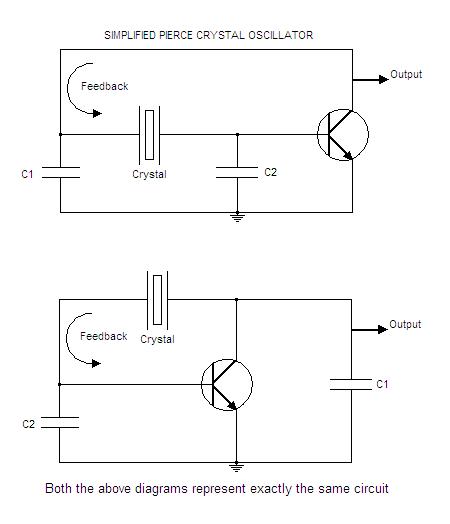 SIMPLIFIED PIERCE CRYSTAL OSCILLATOR
Output
Feedback
C1
Crystal
C2
Output
Feedback
Crystal
C1
C2
Both the above diagrams represent exactly the same circuit